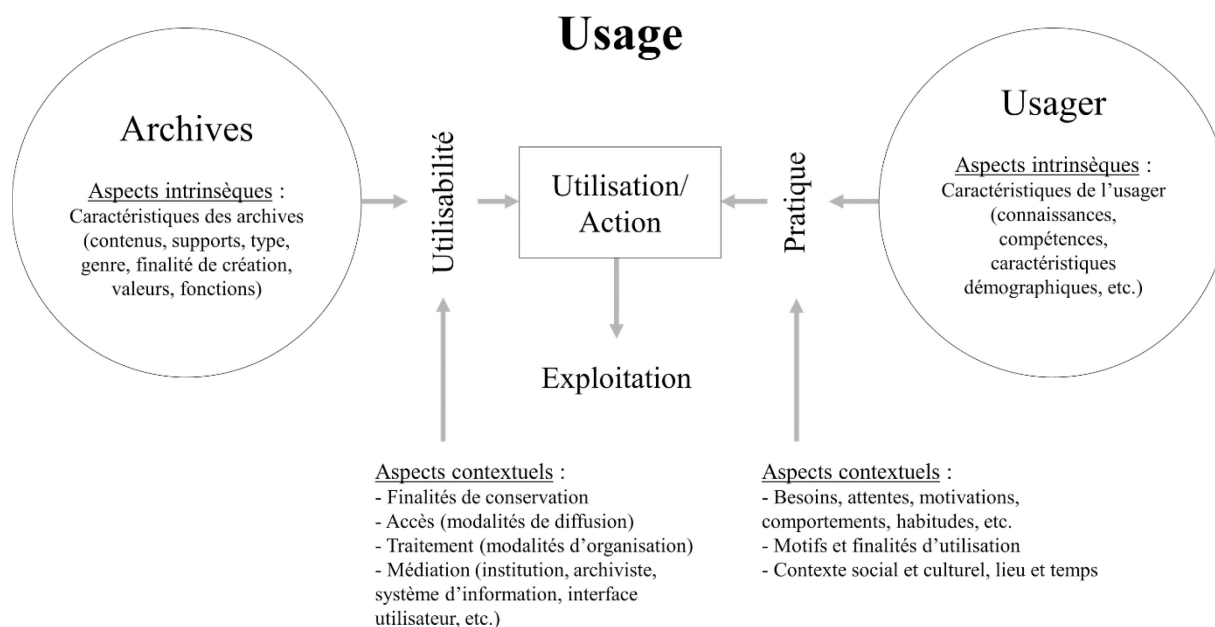 Usage
Archives
Aspects intrinsèques :
Caractéristiques des archives
(contenus, supports, type,
genre, finalité de création,
valeurs, fonctions)
Utilisabilité
Utilisation/
Action
Exploitation
Pratique
Usager
Aspects intrinsèques :
Caractéristiques de l’usager
(connaissances,
compétences,
caractéristiques
démographiques, etc.)
Aspects contextuels :
- Finalités de conservation
- Accès (modalités de diffusion)
- Traitement (modalités d’organisation)
- Médiation (institution, archiviste,
système d’information, interface
utilisateur, etc.)
Aspects contextuels :
- Besoins, attentes, motivations,
comportements, habitudes, etc.
- Motifs et finalités d’utilisation
- Contexte social et culturel, lieu et temps